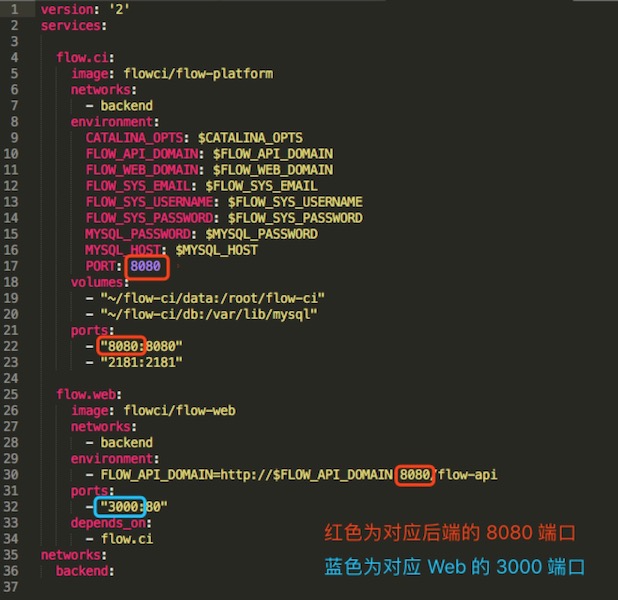 1 version: '2'
2 services:
3
4 flow.ci:
5 image: flowci/flow-platform
6 networks:
7 - backend
8 environment:
9 CATALINA_OPTS: $CATALINA_OPTS
10 FLOW_API_DOMAIN: $FLOW_API_DOMAIN
11 FLOW_WEB_DOMAIN: $FLOW_WEB_DOMAIN
12 FLOW_SYS_EMAIL: $FLOW_SYS_EMAIL
13 FLOW_SYS_USERNAME: $FLOW_SYS_USERNAME
14 FLOW_SYS_PASSWORD: $FLOW_SYS_PASSWORD
15 MYSQL_PASSWORD: $MYSQL_PASSWORD
16 MYSQL_HOST: $MYSQL_HOST
17 PORT: 8080
18 volumes:
19 - "~/flow-ci/data:/root/flow-ci"
20 - "~/flow-ci/db:/var/lib/mysql"
21 ports:
22 - "8080:8080"
23 - "2181:2181"
24
25 flow.web:
26 image: flowci/flow-web
27 networks:
28 - backend
29 environment:
30 - FLOW_API_DOMAIN=http://$FLOW_API_DOMAIN 8080/flow-api
31 ports:
32 - "3000:80"
33 depends_on:
34 - flow.ci
35 networks:
36 backend:
37
红色为对应后端的 8080 端口
蓝色为对应 Web 的 3000 端口